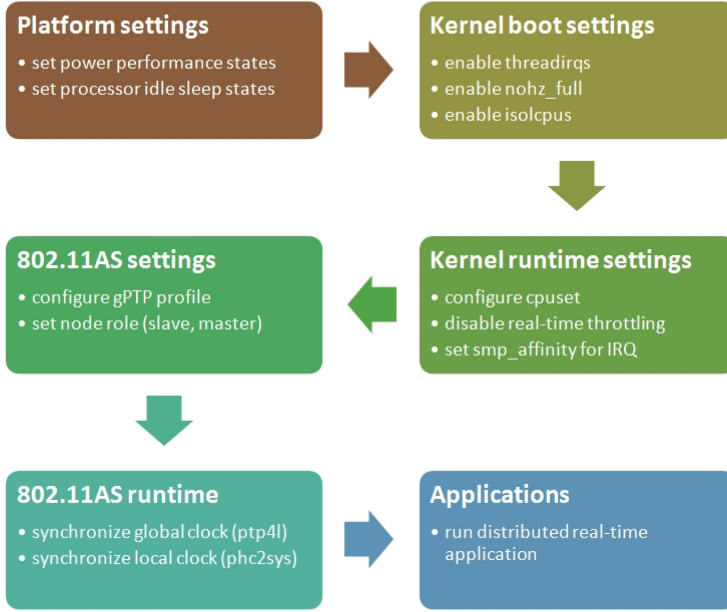 Platform settings
• set power performance states
• set processor idle sleep states
Kernel boot settings
• enable threadirqs
• enable nohz_full
• enable isolcpus
Kernel runtime settings
• configure cpuset
• disable real-time throttling
• set smp_affinity for IRQ
802.11AS settings
• configure gPTP profile
• set node role (slave, master)
802.11AS runtime
• synchronize global clock (ptp4l)
• synchronize local clock (phc2sys)
Applications
• run distributed real-time
application